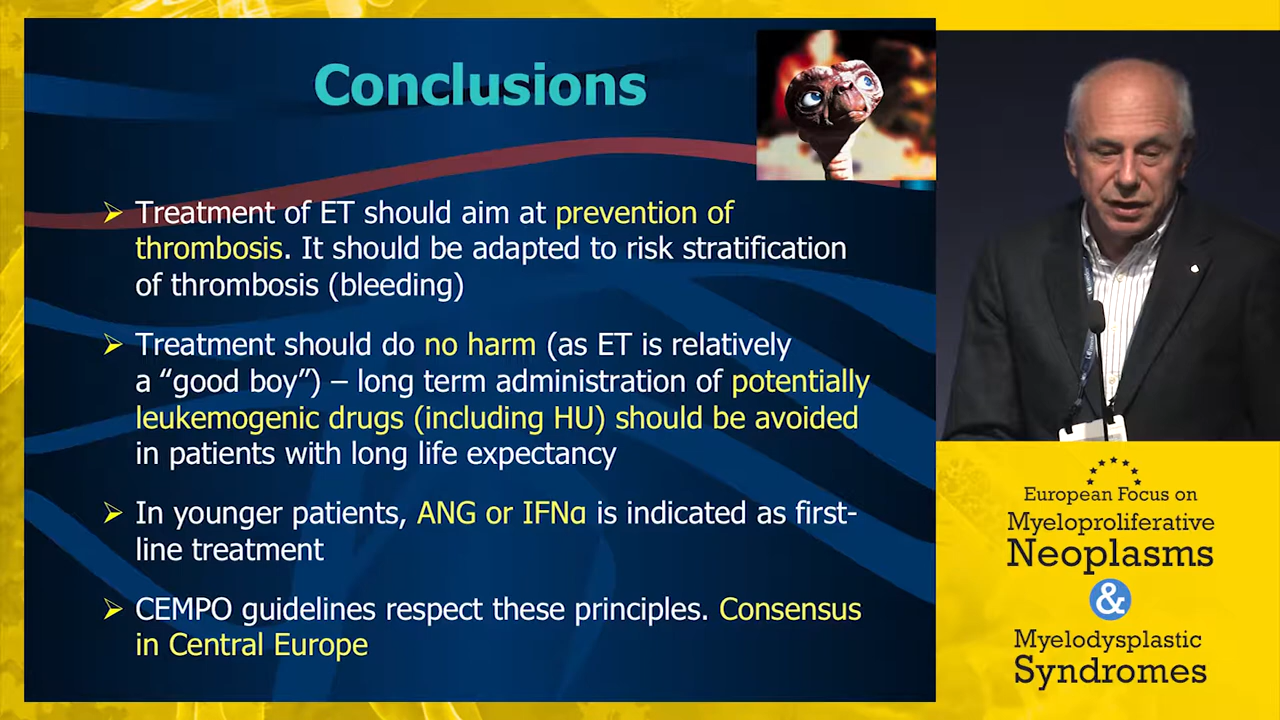 Conclusions
➢ Treatment of ET should aim at prevention of
thrombosis. It should be adapted to risk stratification
of thrombosis (bleeding)
➢ Treatment should do no harm (as ET is relatively
a “good boy”) – long term administration of potentially
leukemogenic drugs (including HU) should be avoided
in patients with long life expectancy
➢ In younger patients, ANG or IFNα is indicated as first-
line treatment
➢ CEMPO guidelines respect these principles. Consensus
in Central Europe
European Focus on
Myeloproliferative
Neoplasms
&
Myelodysplastic
Syndromes